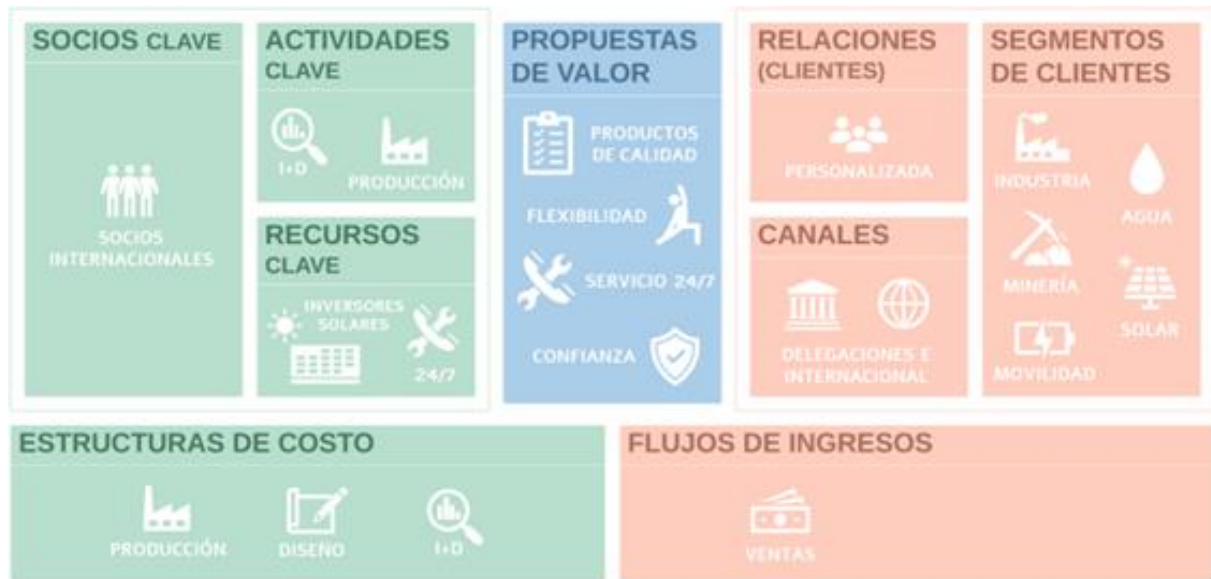 SOCIOS CLAVE
SOCIOS
INTERNACIONALES
ACTIVIDADES
CLAVE
I+D
PRODUCCIÓN
RECURSOS
CLAVE
INVERSORES
SOLARES
24/7
PROPUESTAS
DE VALOR
PRODUCTOS
DE CALIDAD
FLEXIBILIDAD
SERVICIO 24/7
CONFIANZA
RELACIONES
(CLIENTES)
PERSONALIZADA
CANALES
DELEGACIONES E
INTERNACIONAL
SEGMENTOS
DE CLIENTES
INDUSTRIA
AGUA
MINERÍA
SOLAR
MOVILIDAD
ESTRUCTURAS DE COSTO
PRODUCCIÓN
DISEÑO
I+D
FLUJOS DE INGRESOS
VENTAS